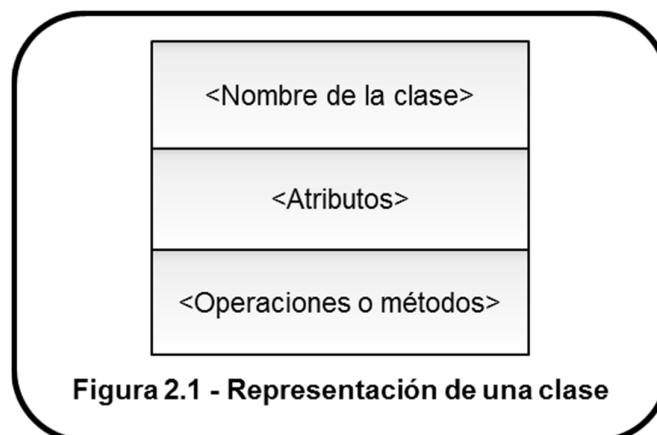 <Nombre de la clase>
<Atributos>
<Operaciones o métodos>
Figura 2.1 - Representación de una clase